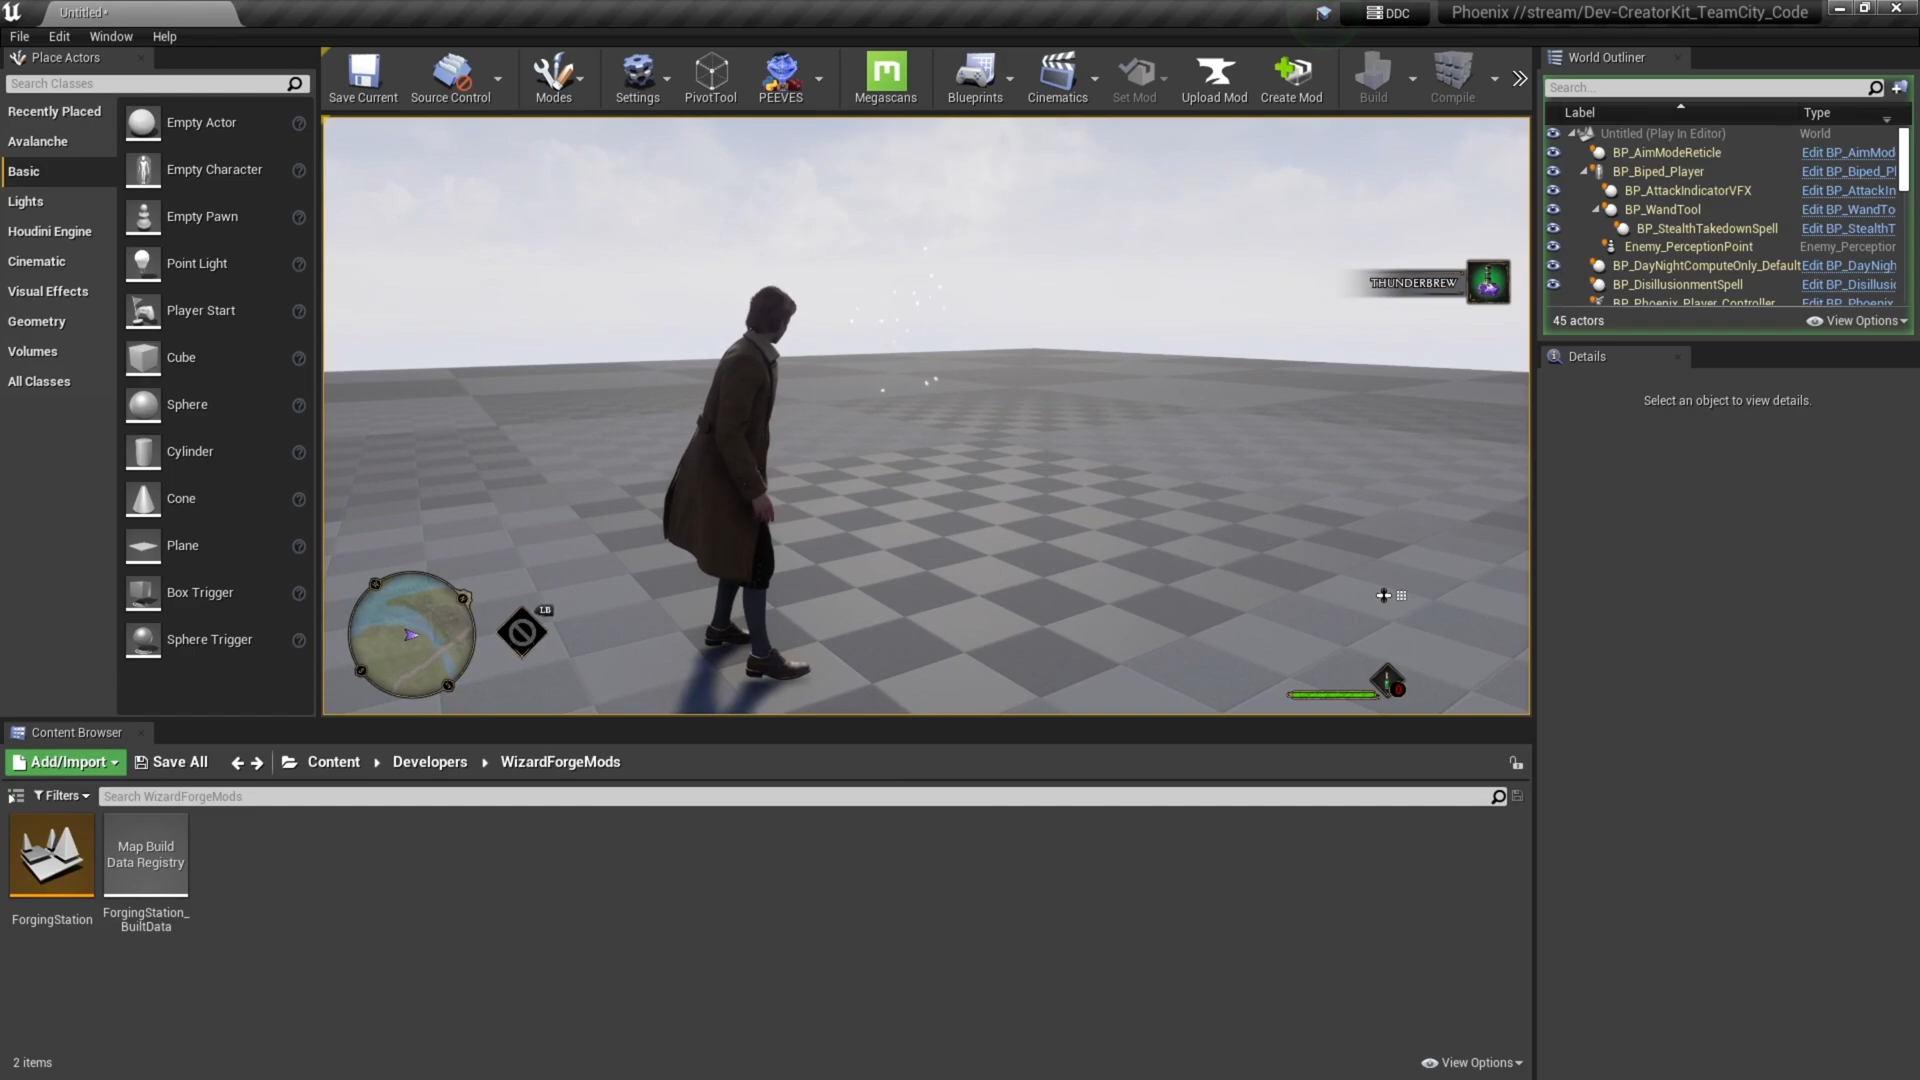 Untitled*
DDC
Phoenix //stream/Dev-CreatorKit_TeamCity_Code
File Edit Window Help
Place Actors
Search Classes
Recently Placed
Avalanche
Basic
Lights
Houdini Engine
Cinematic
Visual Effects
Geometry
Volumes
All Classes
Empty Actor
Empty Character
Empty Pawn
Point Light
Player Start
Cube
Sphere
Cylinder
Cone
Plane
Box Trigger
Sphere Trigger
Save Current
Source Control
Modes
Settings
PivotTool
PEEVES
Megascans
Blueprints
Cinematics
Set Mod
Upload Mod
Create Mod
Build
Compile
THUNDERBREW
LB
0
World Outliner
Search...
Label Type
Untitled (Play In Editor) World
BP_AimModeReticle Edit BP_AimMod
BP_Biped_Player Edit BP_Biped_Pl
BP_AttackIndicatorVFX Edit BP_AttackIn
BP_WandTool Edit BP_WandTo
BP_StealthTakedownSpell Edit BP_StealthT
Enemy_PerceptionPoint Enemy_Perception
BP_DayNightComputeOnly_Default Edit BP_DayNigh
BP_DisillusionmentSpell Edit BP_Disillusio
BP_Phoenix_Player_Controller Edit BP_Phoenix
45 actors View Options
Details
Select an object to view details.
Content Browser
Add/Import Save All Content Developers WizardForgeMods
Filters Search WizardForgeMods
Map Build
Data Registry
ForgingStation
ForgingStation_
BuiltData
2 items View Options